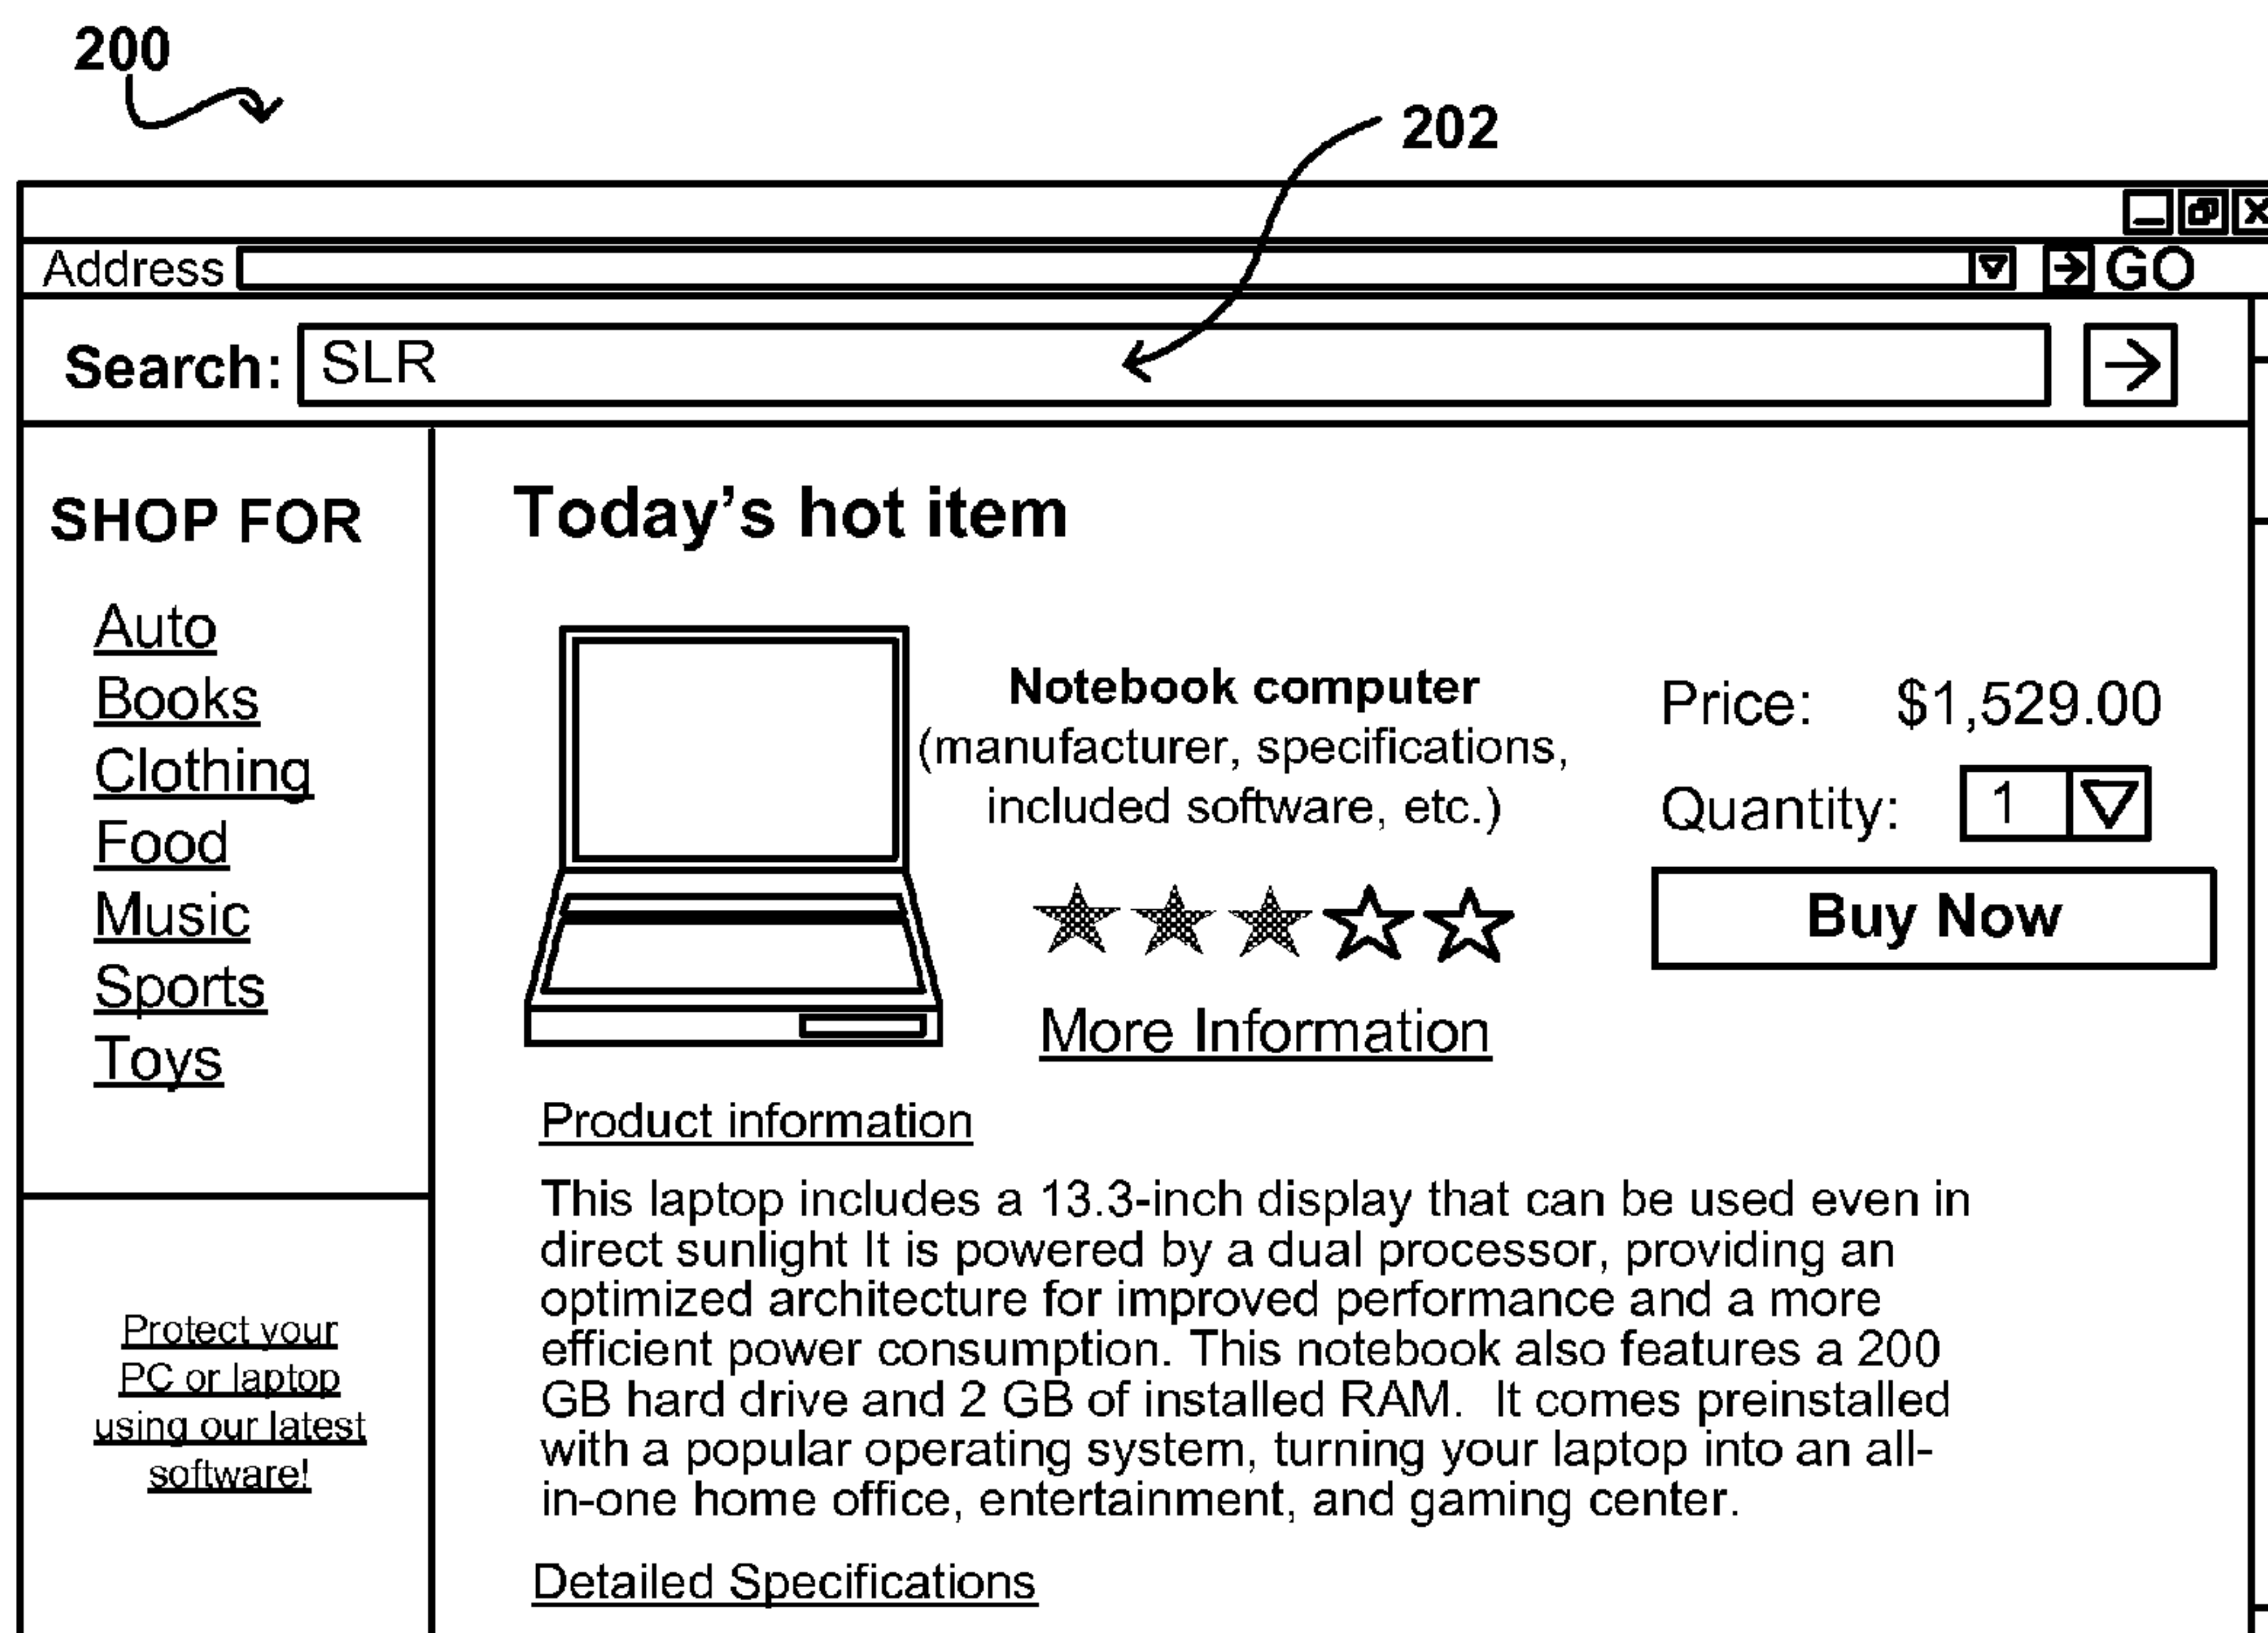 200
202
Address GO
Search: SLR
SHOP FOR
Auto
Books
Clothing
Food
Music
Sports
Toys
Protect your
PC or laptop
using our latest
software!
Today's hot item
Notebook computer
(manufacturer, specifications,
included software, etc.)
More Information
Price: $1,529.00
Quantity: 1
Buy Now
Product information
This laptop includes a 13.3-inch display that can be used even in
direct sunlight It is powered by a dual processor, providing an
optimized architecture for improved performance and a more
efficient power consumption. This notebook also features a 200
GB hard drive and 2 GB of installed RAM. It comes preinstalled
with a popular operating system, turning your laptop into an all-
in-one home office, entertainment, and gaming center.
Detailed Specifications